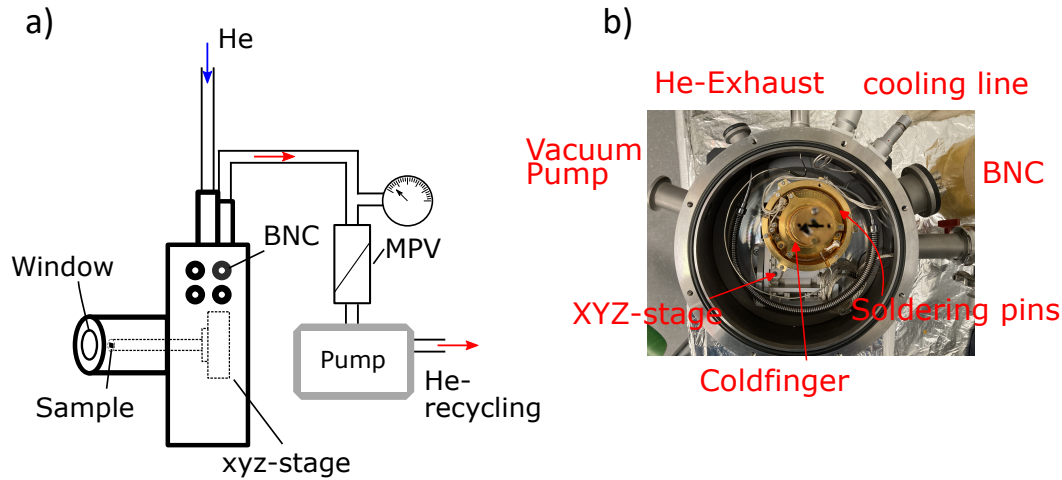 a)
He
BNC
Window
MPV
Pump
Sample
He-
recycling
xyz-stage
b)
He-Exhaust
cooling line
Vacuum
Pump
BNC
XYZ-stage
Soldering pins
Coldfinger